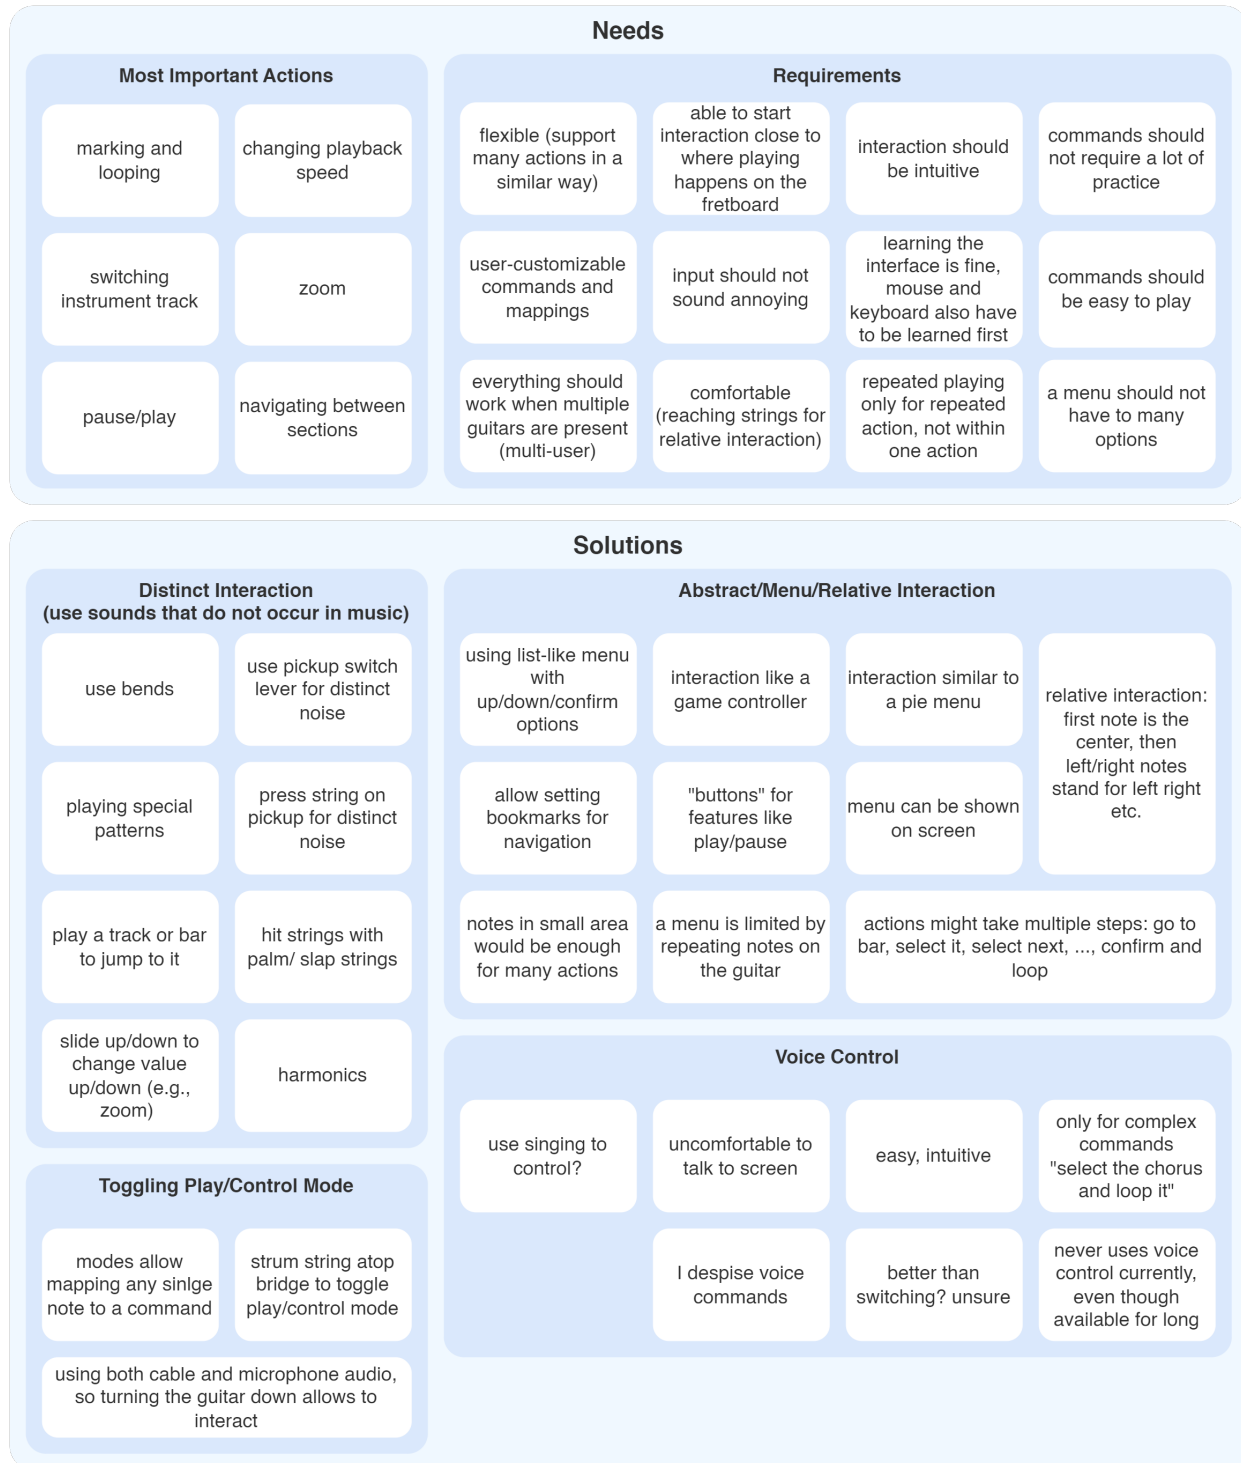 Needs
Most Important Actions
marking and
looping
changing playback
speed
switching
instrument track
zoom
pause/play
navigating between
sections
Requirements
flexible (support
many actions in a
similar way)
able to start
interaction close to
where playing
happens on the
fretboard
interaction should
be intuitive
commands should
not require a lot of
practice
user-customizable
commands and
mappings
input should not
sound annoying
learning the
interface is fine,
mouse and
keyboard also have
to be learned first
commands should
be easy to play
everything should
work when multiple
guitars are present
(multi-user)
comfortable
(reaching strings for
relative interaction)
repeated playing
only for repeated
action, not within
one action
a menu should not
have to many
options
Solutions
Distinct Interaction
(use sounds that do not occur in music)
use bends
use pickup switch
lever for distinct
noise
playing special
patterns
press string on
pickup for distinct
noise
play a track or bar
to jump to it
hit strings with
palm/ slap strings
slide up/down to
change value
up/down (e.g.,
zoom)
harmonics
Toggling Play/Control Mode
modes allow
mapping any sinlge
note to a command
strum string atop
bridge to toggle
play/control mode
using both cable and microphone audio,
so turning the guitar down allows to
interact
Abstract/Menu/Relative Interaction
using list-like menu
with
up/down/confirm
options
interaction like a
game controller
interaction similar to
a pie menu
relative interaction:
first note is the
center, then
left/right notes
stand for left right
etc.
allow setting
bookmarks for
navigation
"buttons" for
features like
play/pause
menu can be shown
on screen
notes in small area
would be enough
for many actions
a menu is limited by
repeating notes on
the guitar
actions might take multiple steps: go to
bar, select it, select next, ..., confirm and
loop
Voice Control
use singing to
control?
uncomfortable to
talk to screen
easy, intuitive
only for complex
commands
"select the chorus
and loop it"
I despise voice
commands
better than
switching? unsure
never uses voice
control currently,
even though
available for long